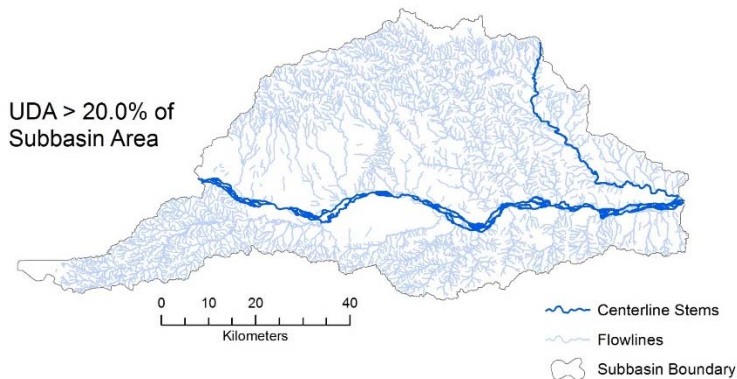 UDA > 20.0% of
Subbasin Area
0 10 20 40
Kilometers
Centerline Stems
Flowlines
Subbasin Boundary